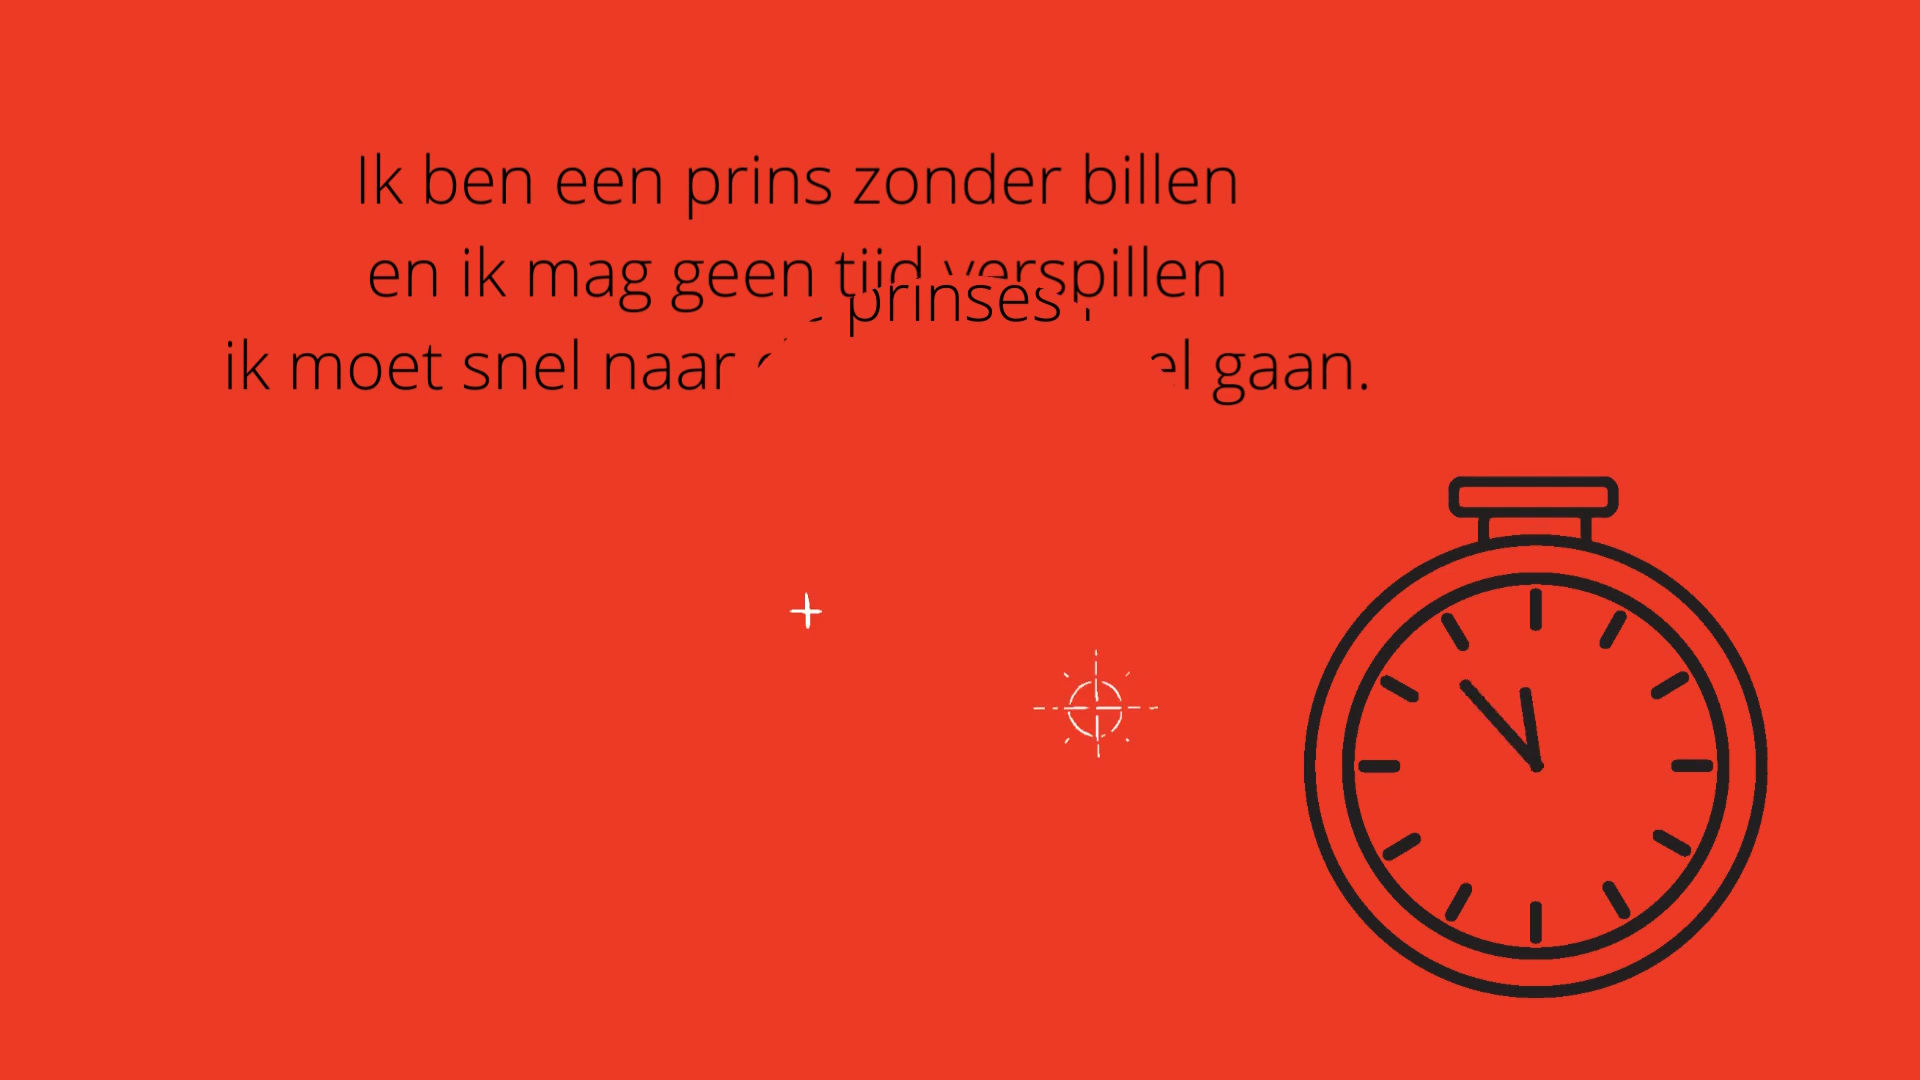 Ik ben een prins zonder billen
en ik mag geen tijd verspillen
prinses
ik moet snel naar gaan.